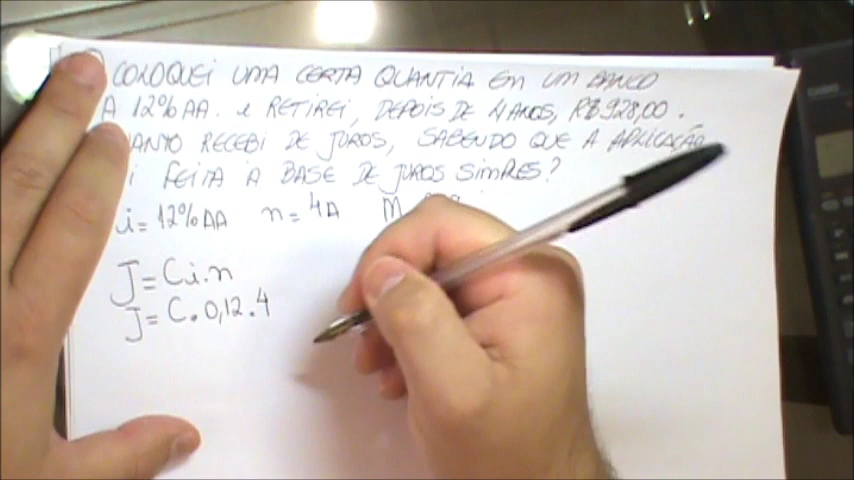 COLOQUEI UMA CERTA QUANTIA EM UM BANCO
A 12% AA. E RETIREI, DEPOIS DE 4 ANOS, R$ 928,00.
RECEBI DE JUROS, SABENDO QUE A APLICAÇÃO
FEITA À BASE DE JUROS SIMPLES?
i = 12% AA n = 4A M
J = C.i.n
J = C . 0,12 . 4
CASIO